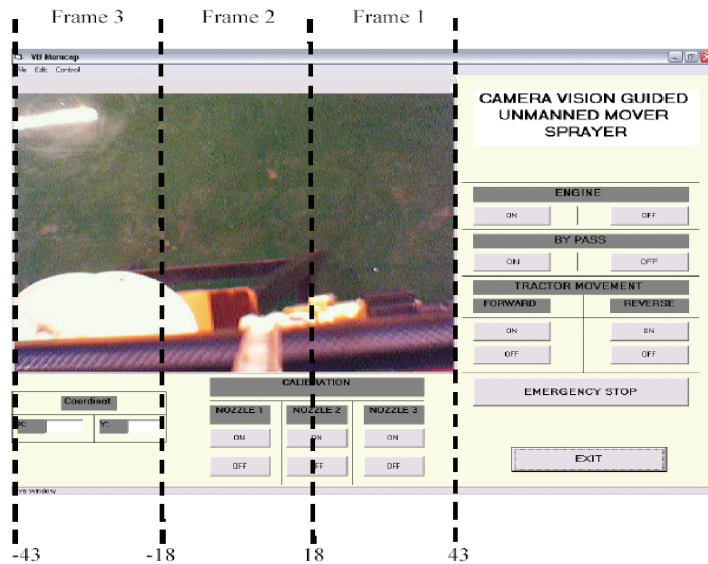 Frame 3 Frame 2 Frame 1
VB Memcap
File Edit Control
CAMERA VISION GUIDED
UNMANNED MOVER
SPRAYER
ENGINE
ON OFF
BY PASS
ON OFF
TRACTOR MOVEMENT
FORWARD REVERSE
ON ON
OFF OFF
EMERGENCY STOP
EXIT
CALIBRATION
NOZZLE 1 NOZZLE 2 NOZZLE 3
ON ON ON
OFF OFF OFF
Coordinat
X: Y:
window
-43 -18 18 43